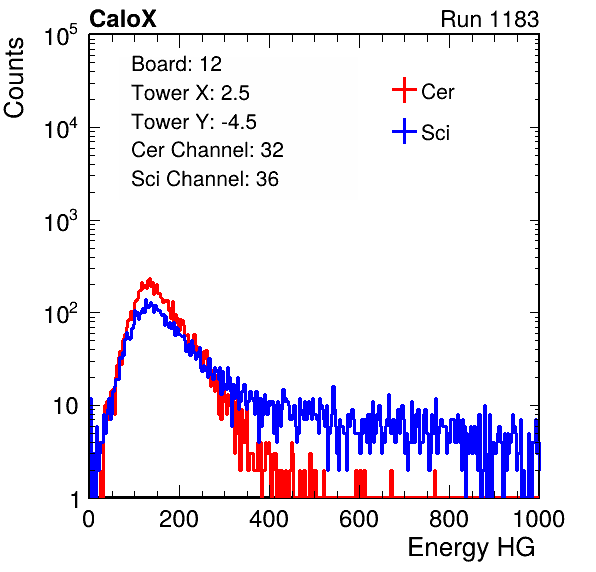 CaloX Run 1183
Counts
Board: 12
Tower X: 2.5
Tower Y: -4.5
Cer Channel: 32
Sci Channel: 36
Cer
Sci
10^5
10^4
10^3
10^2
10
1
0 200 400 600 800 1000
Energy HG